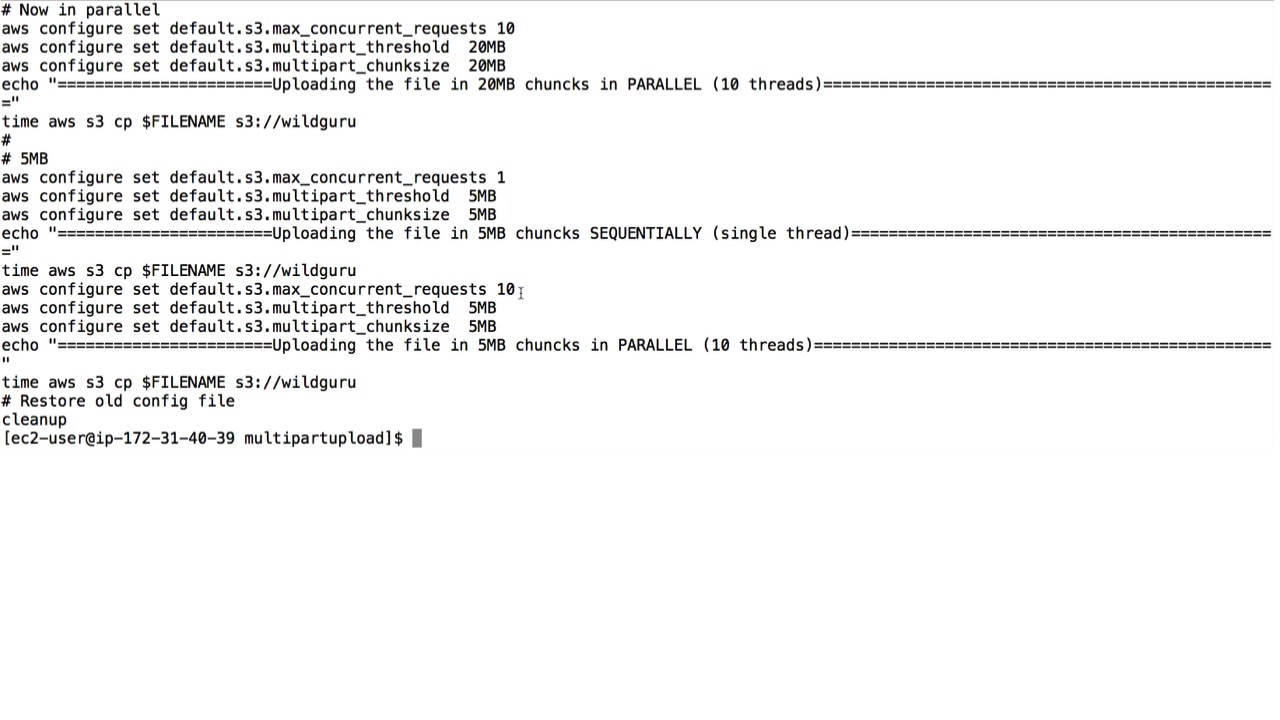 # Now in parallel
aws configure set default.s3.max_concurrent_requests 10
aws configure set default.s3.multipart_threshold  20MB
aws configure set default.s3.multipart_chunksize  20MB
echo "=======================Uploading the file in 20MB chuncks in PARALLEL (10 threads)================================================
="
time aws s3 cp $FILENAME s3://wildguru
#
# 5MB
aws configure set default.s3.max_concurrent_requests 1
aws configure set default.s3.multipart_threshold  5MB
aws configure set default.s3.multipart_chunksize  5MB
echo "=======================Uploading the file in 5MB chuncks SEQUENTIALLY (single thread)=============================================
="
time aws s3 cp $FILENAME s3://wildguru
aws configure set default.s3.max_concurrent_requests 10
aws configure set default.s3.multipart_threshold  5MB
aws configure set default.s3.multipart_chunksize  5MB
echo "=======================Uploading the file in 5MB chuncks in PARALLEL (10 threads)=================================================
"
time aws s3 cp $FILENAME s3://wildguru
# Restore old config file
cleanup
[ec2-user@ip-172-31-40-39 multipartupload]$